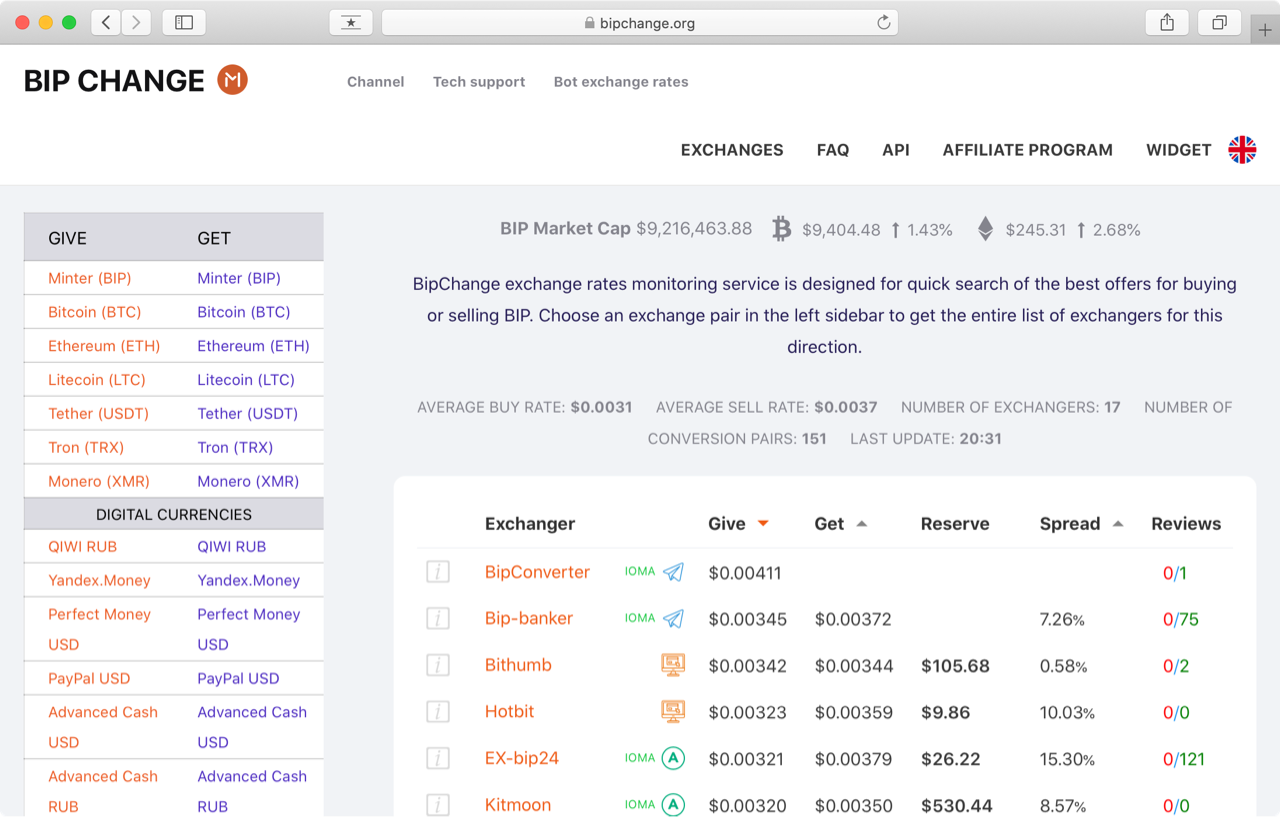 bipchange.org
BIP CHANGE M
Channel Tech support Bot exchange rates
EXCHANGES FAQ API AFFILIATE PROGRAM WIDGET
GIVE GET
Minter (BIP) Minter (BIP)
Bitcoin (BTC) Bitcoin (BTC)
Ethereum (ETH) Ethereum (ETH)
Litecoin (LTC) Litecoin (LTC)
Tether (USDT) Tether (USDT)
Tron (TRX) Tron (TRX)
Monero (XMR) Monero (XMR)
DIGITAL CURRENCIES
QIWI RUB QIWI RUB
Yandex.Money Yandex.Money
Perfect Money Perfect Money
USD USD
PayPal USD PayPal USD
Advanced Cash Advanced Cash
USD USD
Advanced Cash Advanced Cash
RUB RUB
BIP Market Cap $9,216,463.88 $9,404.48 ↑ 1.43% $245.31 ↑ 2.68%
BipChange exchange rates monitoring service is designed for quick search of the best offers for buying
or selling BIP. Choose an exchange pair in the left sidebar to get the entire list of exchangers for this
direction.
AVERAGE BUY RATE: $0.0031 AVERAGE SELL RATE: $0.0037 NUMBER OF EXCHANGERS: 17 NUMBER OF
CONVERSION PAIRS: 151 LAST UPDATE: 20:31
Exchanger Give Get Reserve Spread Reviews
i BipConverter IOMA $0.00411 0/1
i Bip-banker IOMA $0.00345 $0.00372 7.26% 0/75
i Bithumb $0.00342 $0.00344 $105.68 0.58% 0/2
i Hotbit $0.00323 $0.00359 $9.86 10.03% 0/0
i EX-bip24 IOMA A $0.00321 $0.00379 $26.22 15.30% 0/121
i Kitmoon IOMA A $0.00320 $0.00350 $530.44 8.57% 0/0